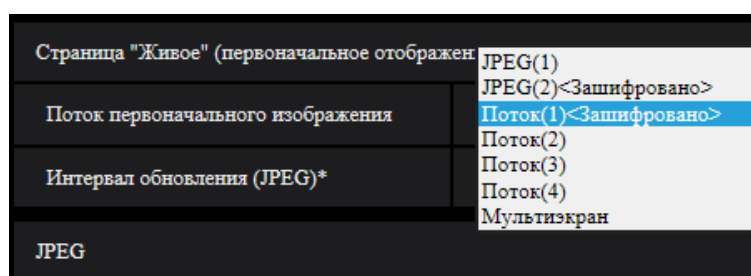 Страница "Живое" (первоначальное отображен
JPEG(1)
JPEG(2)<Зашифровано>
Поток первоначального изображения
Поток(1)<Зашифровано>
Поток(2)
Поток(3)
Интервал обновления (JPEG)*
Поток(4)
Мультиэкран
JPEG